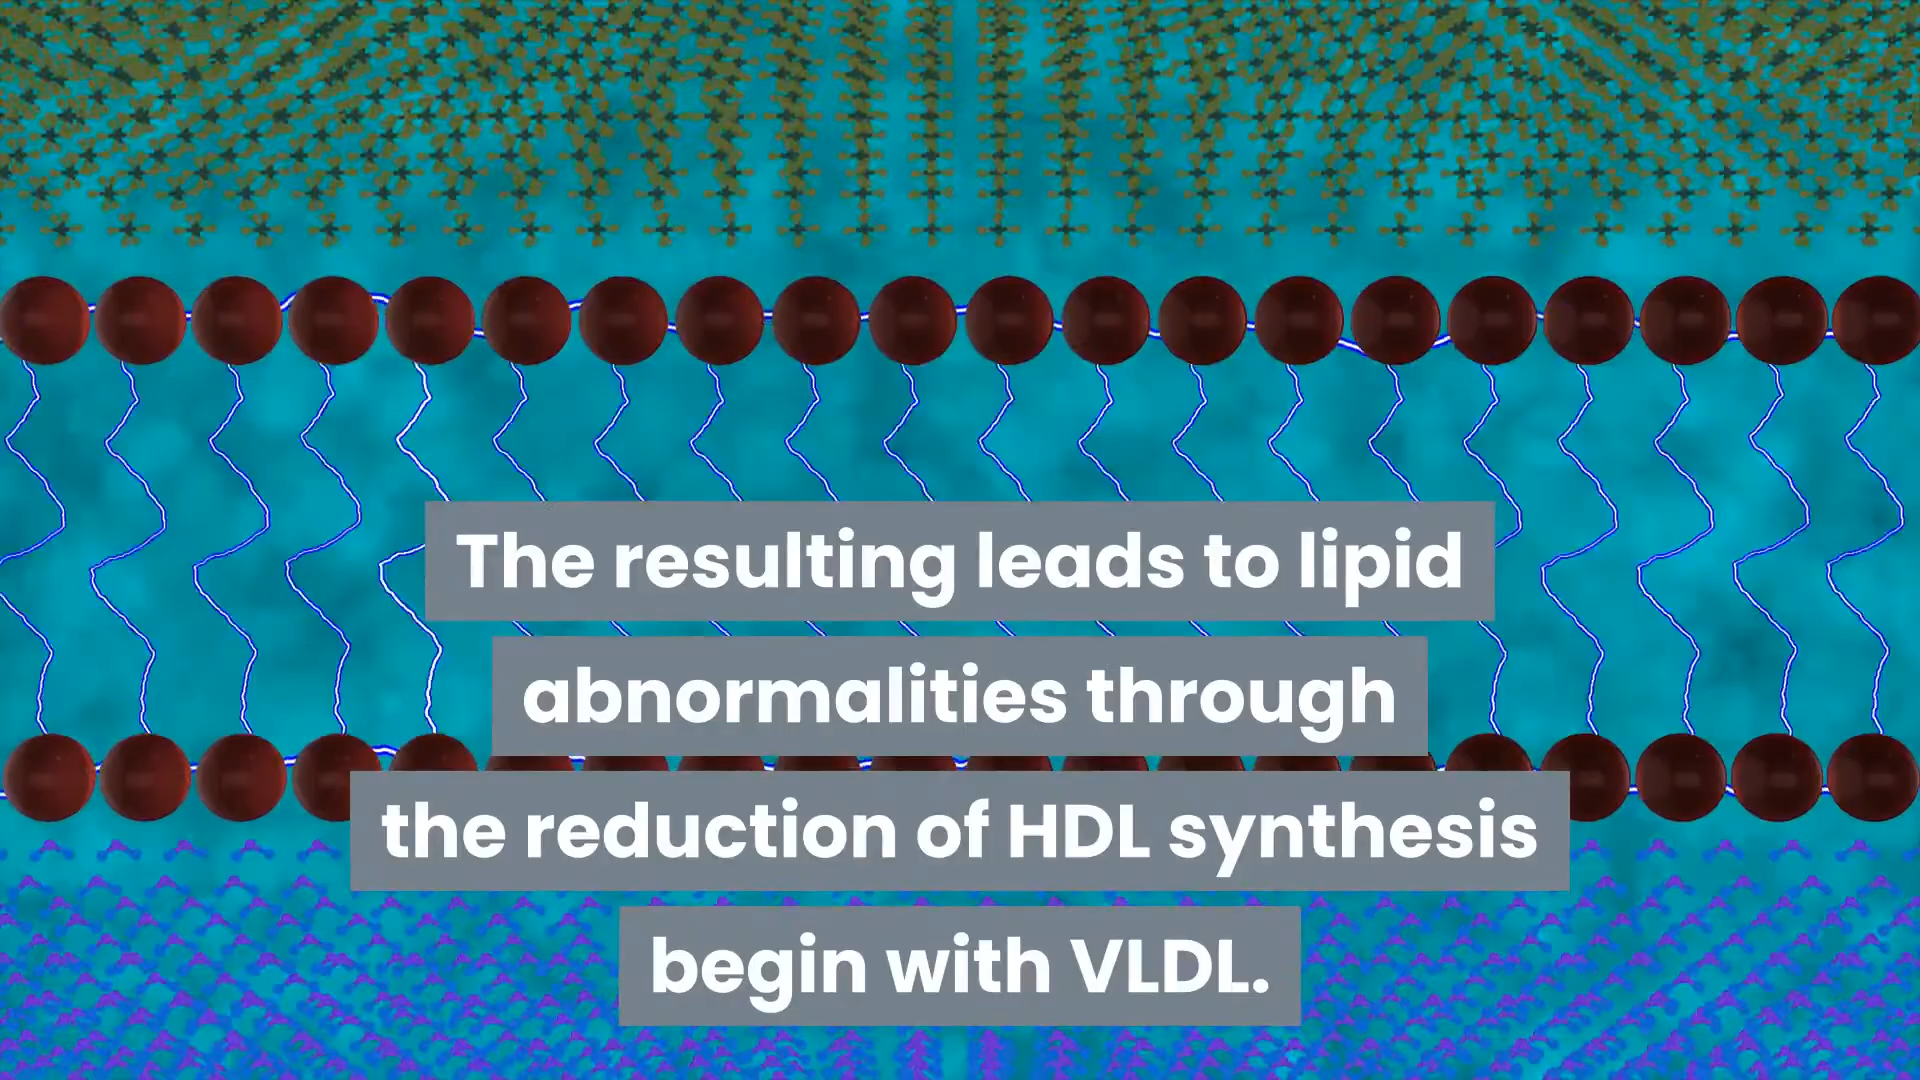 The resulting leads to lipid
abnormalities through
the reduction of HDL synthesis
begin with VLDL.